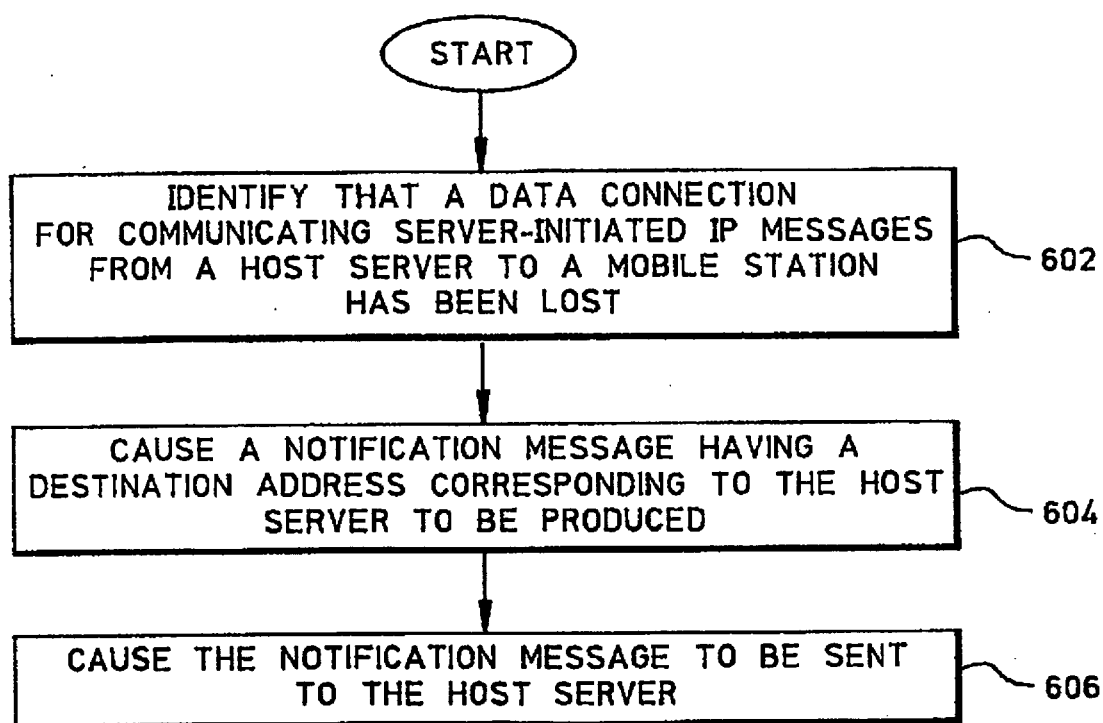 START
IDENTIFY THAT A DATA CONNECTION
FOR COMMUNICATING SERVER-INITIATED IP MESSAGES
FROM A HOST SERVER TO A MOBILE STATION
HAS BEEN LOST
602
CAUSE A NOTIFICATION MESSAGE HAVING A
DESTINATION ADDRESS CORRESPONDING TO THE HOST
SERVER TO BE PRODUCED
604
CAUSE THE NOTIFICATION MESSAGE TO BE SENT
TO THE HOST SERVER
606